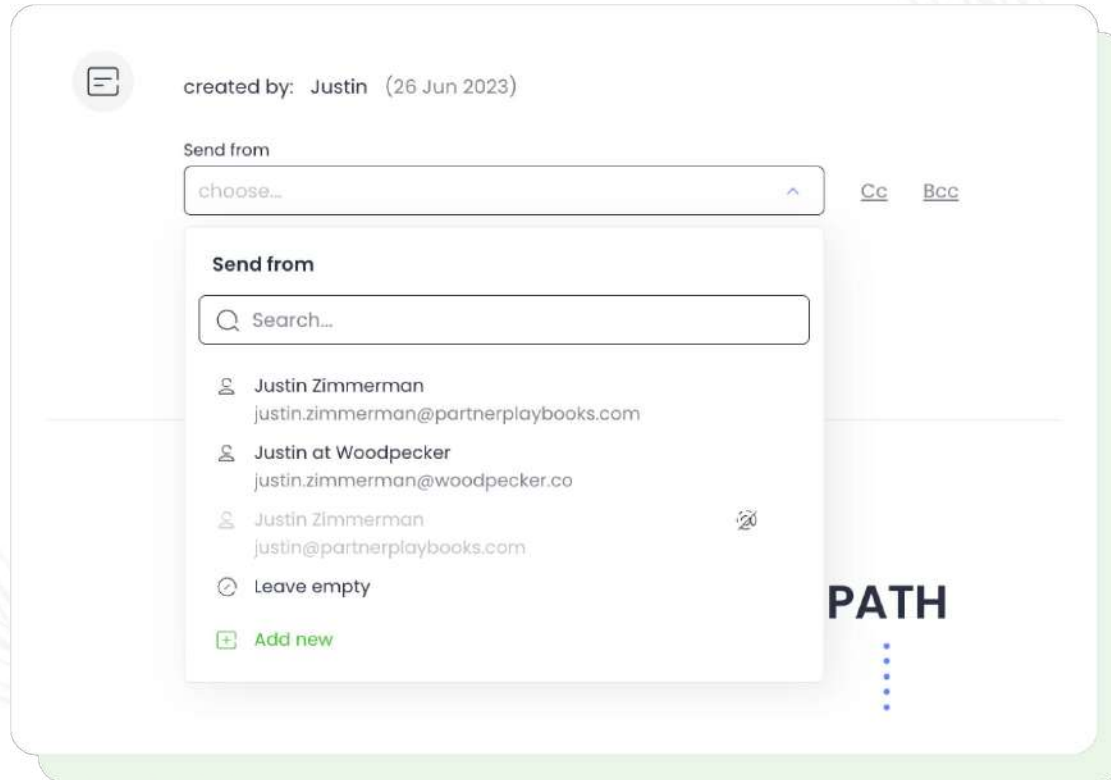 created by: Justin (26 Jun 2023)
Send from
choose... Cc Bcc
Send from
Search...
Justin Zimmerman
justin.zimmerman@partnerplaybooks.com
Justin at Woodpecker
justin.zimmerman@woodpecker.co
Justin Zimmerman
justin@partnerplaybooks.com
Leave empty
PATH
Add new